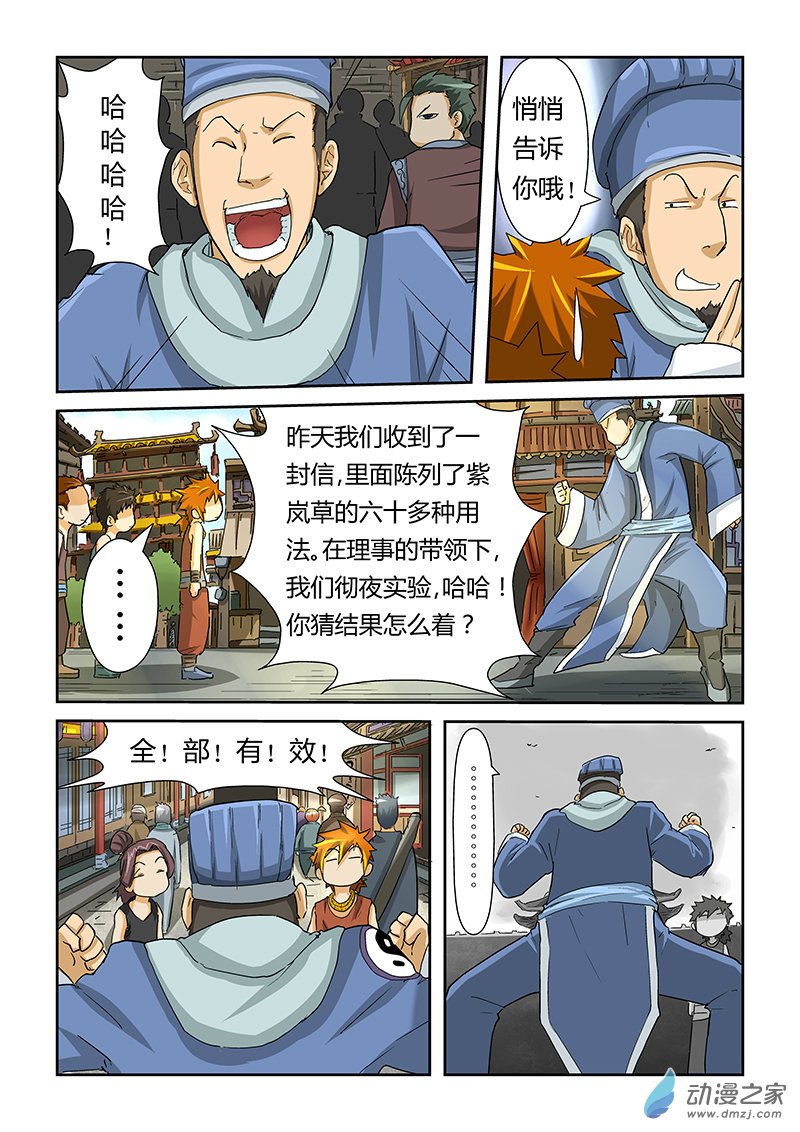 哈哈哈哈！
悄悄
告诉
你哦！
昨天我们收到了一
封信，里面陈列了紫
岚草的六十多种用
法。在理事的带领下，
我们彻夜实验，哈哈！
你猜结果怎么着？
……
全！部！有！效！
。。。。。。。。。。。。
动漫之家
www.dmzj.com